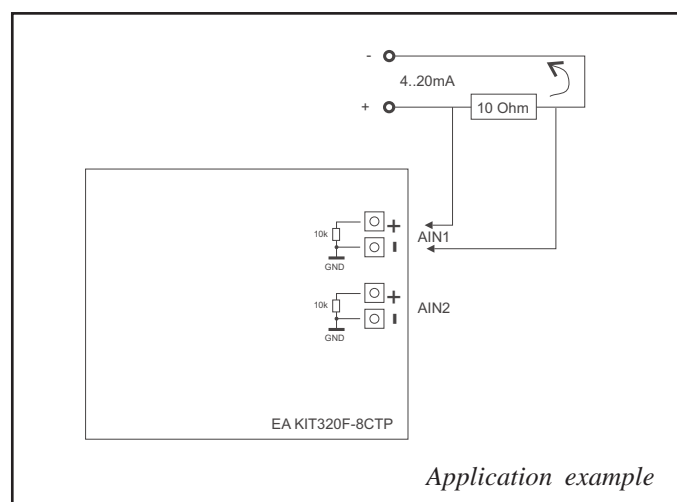 -
4..20mA
+
10 Ohm
10k
+
-
AIN1
GND
10k
+
-
AIN2
GND
EA KIT320F-8CTP
Application example